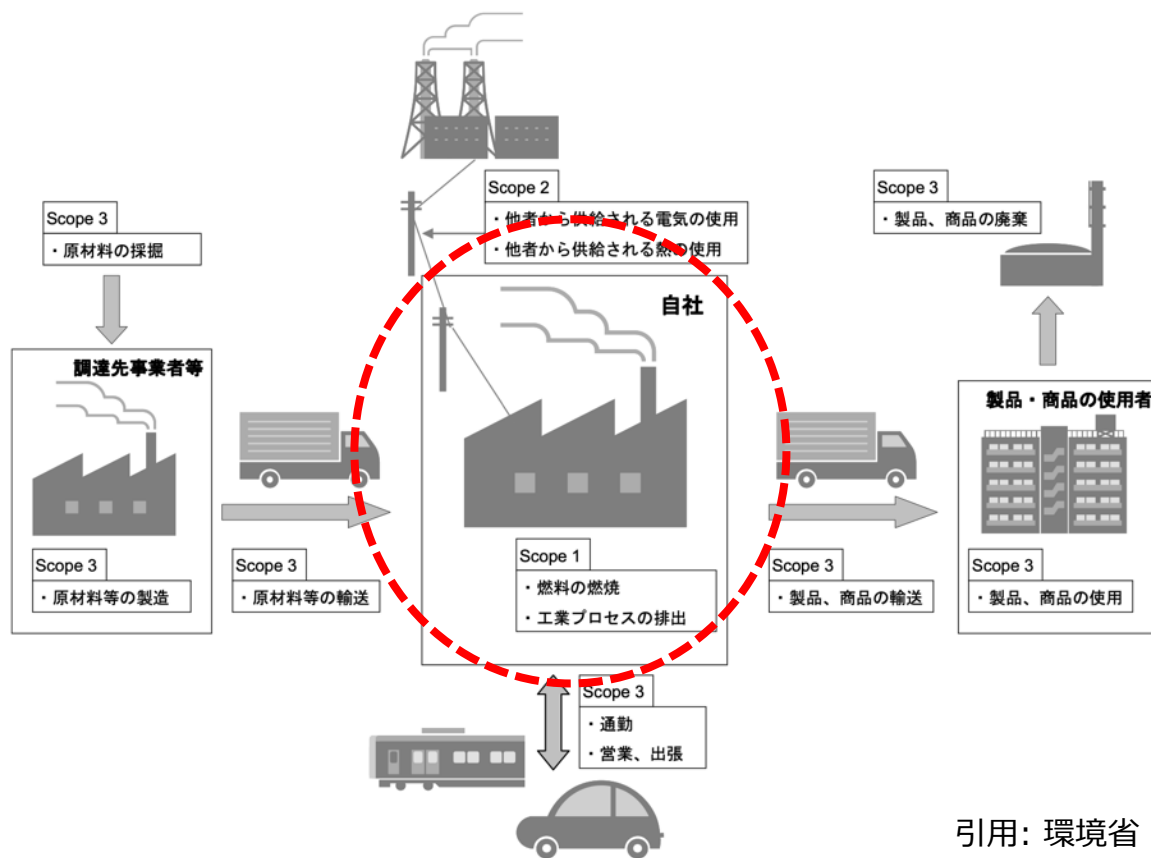 Scope 2
・他者から供給される電気の使用
・他者から供給される熱の使用
Scope 3
・原材料の採掘
Scope 3
・製品、商品の廃棄
自社
調達先事業者等
製品・商品の使用者
Scope 3
・原材料等の製造
Scope 3
・原材料等の輸送
Scope 1
・燃料の燃焼
・工業プロセスの排出
Scope 3
・製品、商品の輸送
Scope 3
・製品、商品の使用
Scope 3
・通勤
・営業、出張
引用: 環境省